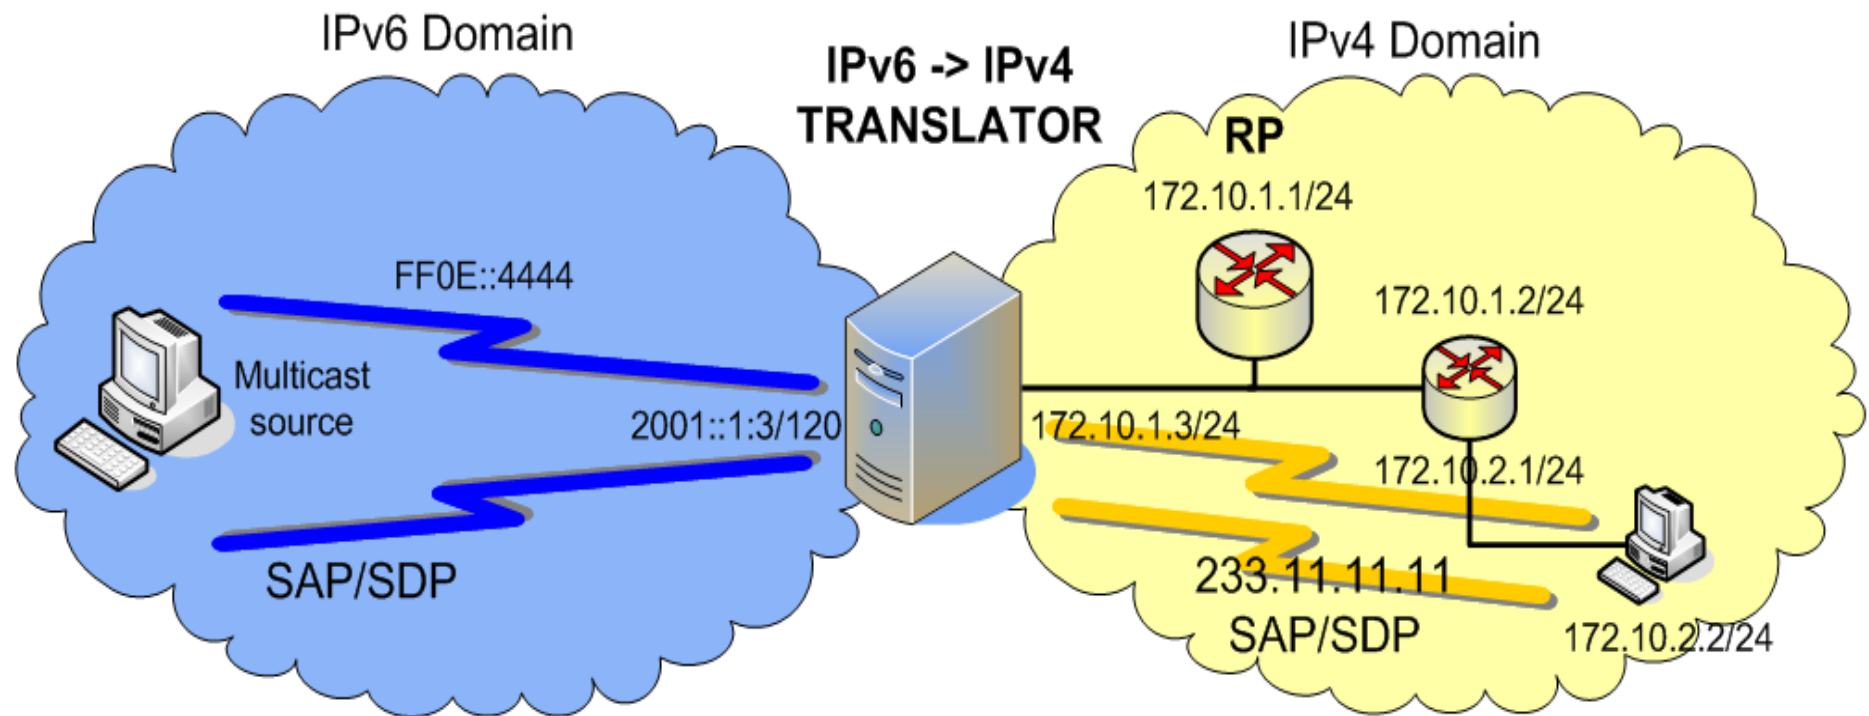 IPv6 Domain
IPv6 -> IPv4
TRANSLATOR
IPv4 Domain
RP
172.10.1.1/24
FF0E::4444
172.10.1.2/24
Multicast
source
2001::1:3/120
172.10.1.3/24
172.10.2.1/24
SAP/SDP
233.11.11.11
SAP/SDP
172.10.2.2/24